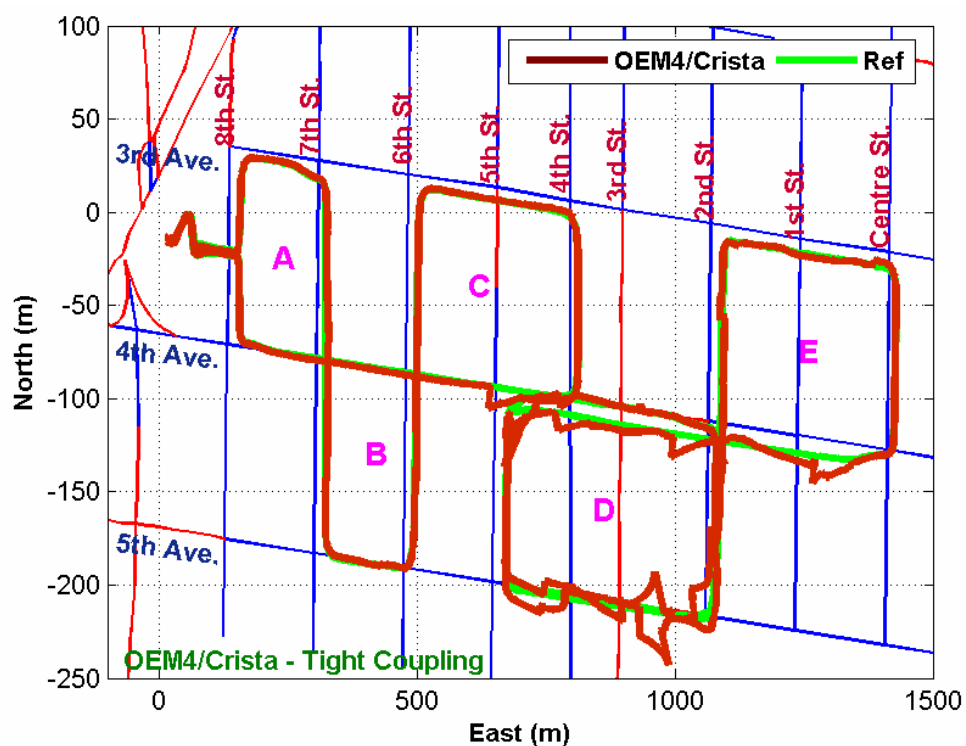 100
50
0
-50
-100
-150
-200
-250
North (m)
OEM4/Crista Ref
8th St.
7th St.
6th St.
5th St.
4th St.
3rd St.
2nd St.
1st St.
Centre St.
3rd Ave.
4th Ave.
5th Ave.
A
C
E
B
D
OEM4/Crista - Tight Coupling
0 500 1000 1500
East (m)